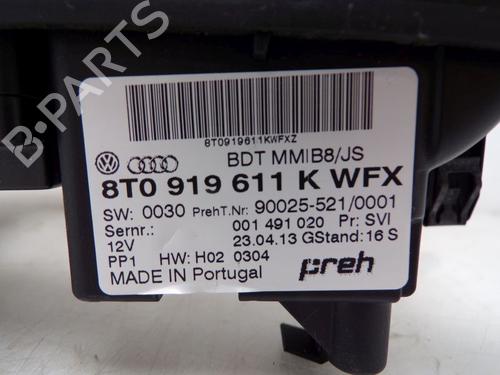 B-PARTS
8T0919611KWFXZ
BDT MMIB8/JS
8T0 919 611 K WFX
SW: 0030 PrehT.Nr: 90025-521/0001
Sernr.: 001 491 020 Pr: SVI
12V 23.04.13 GStand: 16 S
PP1 HW: H02 0304
MADE IN Portugal
preh